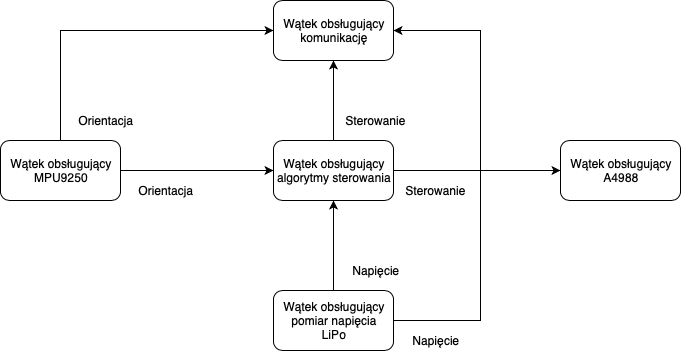 Wątek obsługujący
komunikację
Orientacja
Sterowanie
Wątek obsługujący
MPU9250
Wątek obsługujący
algorytmy sterowania
Wątek obsługujący
A4988
Orientacja
Sterowanie
Napięcie
Wątek obsługujący
pomiar napięcia
LiPo
Napięcie